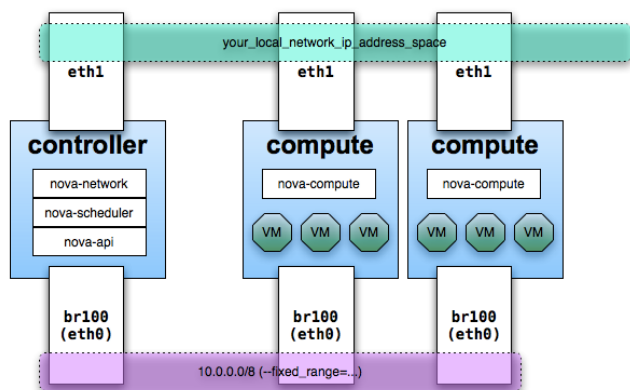 your_local_network_ip_address_space
eth1
eth1
eth1
controller
compute
compute
nova-network
nova-compute
nova-compute
nova-scheduler
nova-api
VM
VM
VM
VM
VM
VM
br100
(eth0)
br100
(eth0)
br100
(eth0)
10.0.0.0/8 (--fixed_range=...)